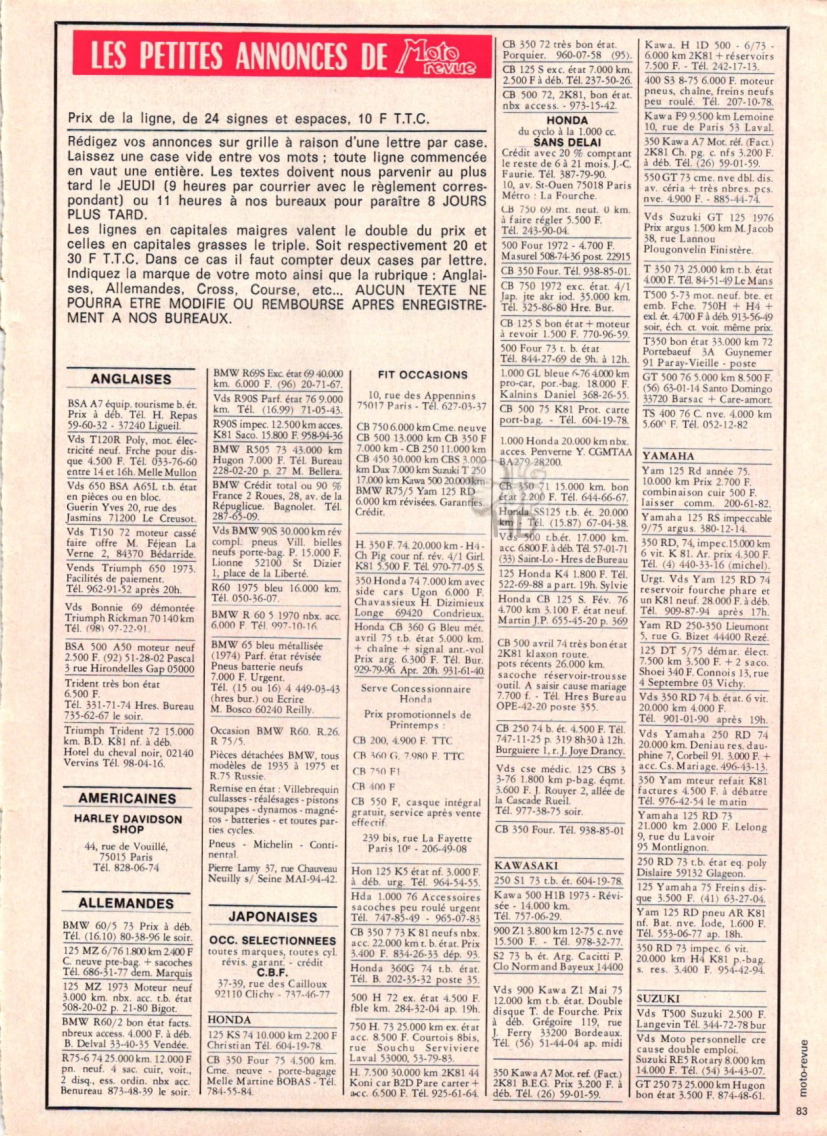 LES PETITES ANNONCES DE Moto revue
Prix de la ligne, de 24 signes et espaces, 10 F T.T.C.
Rédigez vos annonces sur grille à raison d'une lettre par case.
Laissez une case vide entre vos mots ; toute ligne commencée
en vaut une entière. Les textes doivent nous parvenir au plus
tard le JEUDI (9 heures par courrier avec le règlement corres-
pondant) ou 11 heures à nos bureaux pour paraître 8 JOURS
PLUS TARD.
Les lignes en capitales maigres valent le double du prix et
celles en capitales grasses le triple. Soit respectivement 20 et
30 F T.T.C. Dans ce cas il faut compter deux cases par lettre.
Indiquez la marque de votre moto ainsi que la rubrique : Anglai-
ses, Allemandes, Cross, Course, etc... AUCUN TEXTE NE
POURRA ETRE MODIFIE OU REMBOURSE APRES ENREGISTRE-
MENT A NOS BUREAUX.
ANGLAISES
BSA A7 équip. tourisme b. ét.
Prix à déb. Tél. H. Repas
59-60-32 - 37240 Ligueil.
Vds T120R Poly, mot. élec-
tricité neuf. Frche pour dis-
que 4.500 F. Tél. 033-76-60
entre 14 et 16h. Melle Mullon
Vds 650 BSA A65L t.b. état
en pièces ou en bloc.
Guerin Yves 20, rue des
Jasmins 71200 Le Creusot.
Vds T150 72 moteur cassé
faire offre M. Féjean La
Verne 2, 84370 Bédarride.
Vends Triumph 650 1973.
Facilités de paiement.
Tél. 962-91-52 après 20h.
Vds Bonnie 69 démontée
Triumph Rickman 70 140 km
Tél. (98) 97-22-91.
BSA 500 A50 moteur neuf
2.500 F. (92) 51-28-02 Pascal
3 rue Hirondelles Gap 05000
Trident très bon état
6.500 F.
Tél. 331-71-74 Hres. Bureau
735-62-67 le soir.
Triumph Trident 72 15.000
km. B.D. K81 nf. à déb.
Hotel du cheval noir, 02140
Vervins Tél. 98-04-16.
AMERICAINES
HARLEY DAVIDSON
SHOP
44, rue de Vouillé,
75015 Paris
Tél. 828-06-74
ALLEMANDES
BMW 60/5 73 Prix à déb.
Tél. (16.10) 80-38-96 le soir.
125 MZ 6/76 1.800 km 2.400 F
C. neuve pte-bag. + sacoches
Tél. 686-31-77 dem. Marquis
125 MZ 1973 Moteur neuf
3.000 km. nbx. acc. t.b. état
508-20-02 p. 21-80 Bigot.
BMW R60/2 bon état facts.
nbreux access. 4.000 F. à déb.
B. Delval 33-40-35 Vendée.
R75-6 74 25.000 km. 12.000 F
pn. neuf. 4 sac. cuir, voit.,
2 disq., ess. ordin. nbx acc.
Benureau 873-48-39 le soir.
BMW R69S Exc. état 69 40.000
km. 6.000 F. (96) 20-71-67.
Vds R90S Parf. état 76 9.000
km. Tél. (16.99) 71-05-43.
R90S impec. 12.500 km acces.
K81 Saco. 15.800 F. 958-94-36
BMW R505 73 43.000 km
Hugon 7.000 F. Tél. Bureau
228-02-20 p. 27 M. Bellera.
BMW Crédit total ou 90 %
France 2 Roues, 28, av. de la
Répuglicue. Bagnolet. Tél.
287-65-09.
Vds BMW 90S 30.000 km rév
compl. pneus Vill. bielles
neufs porte-bag. P. 15.000 F.
Lionne 52100 St Dizier
1, place de la Liberté.
R60 1975 bleu 16.000 km.
Tél. 050-36-07.
BMW R 60 5 1970 nbx. acc.
6.000 F Tél. 997-10-16
BMW 65 bleu métallisée
(1974) Parf. état révisée
Pneus batterie neufs
7.000 F. Urgent.
Tél. (15 ou 16) 4 449-03-43
(hres bur.) ou Ecrire
M. Bosco 60240 Reilly.
Occasion BMW R60. R.26.
R 75/5.
Pièces détachées BMW, tous
modèles de 1935 à 1975 et
R.75 Russie.
Remise en état : Villebrequin
cullasses - réalésages - pistons
soupapes - dynamos - magné-
tos - batteries - et toutes par-
ties cycles.
Pneus - Michelin - Conti-
nental.
Pierre Lamy 37, rue Chauveau
Neuilly s/ Seine MAI-94-42.
JAPONAISES
OCC. SELECTIONNEES
toutes marques, toutes cyl.
révis. garant. - crédit
C.B.F.
37-39, rue des Cailloux
92110 Clichy - 737-46-77
HONDA
125 KS 74 10.000 km 2.200 F
Christian Tél. 604-19-78.
CB 350 Four 75 4.500 km.
Cme. neuve - porte-bagage
Melle Martine BOBAS - Tél.
784-55-84.
FIT OCCASIONS
10, rue des Appennins
75017 Paris - Tél. 627-03-37
CB 750 6.000 km Cme. neuve
CB 500 13.000 km CB 350 F
7.000 km - CB 250 11.000 km
CB 450 30.000 km CBS 3.000
km Dax 7.000 km Suzuki T 250
17.000 km Kawa 500 20.000km
BMW R75/5 Yam 125 RD
6.000 km révisées. Garanties
Crédit.
H. 350 F. 74. 20.000 km - H4 -
Ch Pig cour nf. rév. 4/1 Girl.
K81 5.500 F. Tél. 970-77-05 S.
350 Honda 74 7.000 km avec
side cars Ugon 6.000 F.
Chavassieux H. Dizimieux
Longe 69420 Condrieux.
Honda CB 360 G Bleu mét.
avril 75 t.b. état 5.000 km.
+ chaîne + signal ant.-vol
Prix arg. 6.300 F. Tél. Bur.
929-79-96. Apr. 20h. 931-61-40.
Serve Concessionnaire
Honda
Prix promotionnels de
Printemps :
CB 200, 4.900 F. TTC
CB 360 G, 7.980 F. TTC
CB 750 F1
CB 400 F
CB 550 F, casque intégral
gratuit, service après vente
effectif.
239 bis, rue La Fayette
Paris 10e - 206-49-08
Hon 125 K5 état nf. 3.000 F.
à déb. urg. Tél. 964-54-55.
Hda 1.000 76 Accessoires
sacoches peu roulé urgent
Tél. 747-85-49 - 965-07-83
CB 350 7 73 K 81 neufs nbx.
acc. 22.000 km t. b. état. Prix
3.400 F. 834-26-33 dép. 93.
Honda 360G 74 t.b. état.
Tél. B. 202-35-32 poste 35.
500 H 72 ex. état 4.500 F.
fble km. 284-32-04 ap. 19h.
750 H. 73 25.000 km ex. état
acc. 8.500 F. Courtois 8bis,
rue Souchu Serviviere
Laval 53000, 53-79-83.
H. 7.500 30.000 km 2K81 44
Koni car B2D Pare carter +
acc. 6.500 F. Tél. 925-61-64.
CB 350 72 très bon état.
Porquier. 960-07-58 (95).
CB 125 S exc. état 7.000 km.
2.500 F à déb. Tél. 237-50-26.
CB 500 72, 2K81, bon état.
nbx access. - 973-15-42.
HONDA
du cyclo à la 1.000 cc.
SANS DELAI
Crédit avec 20 % comptant
le reste de 6 à 21 mois. J.-C.
Faurie. Tél. 387-79-90.
10, av. St-Ouen 75018 Paris
Métro : La Fourche.
CB 750 69 mt. neut. 0 km.
à faire régler 5.500 F.
Tél. 243-90-04.
500 Four 1972 - 4.700 F.
Masurel 508-74-36 post. 22915
CB 350 Four. Tél. 938-85-01.
CB 750 1972 exc. état. 4/1
Jap. jte akr iod. 35.000 km.
Tél. 325-86-80 Hre. Bur.
CB 125 S bon état + moteur
à revoir 1.500 F. 770-96-59.
500 Four 73 t. b. état
Tél. 844-27-69 de 9h. à 12h.
1.000 GL bleue 6-76 4.000 km
pro-car, por.-bag. 18.000 F.
Kalnins Daniel 368-26-55.
CB 500 75 K81 Prot. carte
port-bag. - Tél. 604-19-78.
1.000 Honda 20.000 km nbx.
acces. Penverne Y. CGMTAA
BA 279 28200.
CB 350 71 15.000 km. bon
état 2.200 F. Tél. 644-66-67.
Honda SS125 t.b. ét. 20.000
km. Tél. (15.87) 67-04-38.
Vds 500 t.b.ét. 17.000 km.
acc. 6.800 F. à déb. Tél. 57-01-71
(33) Saint-Lo - Hres de Bureau
125 Honda K4 1.800 F. Tél.
522-69-88 a part. 19h. Sylvie
Honda CB 125 S. Fév. 76
4.700 km 3.100 F. état neuf.
Martin J.P. 655-45-20 p. 369
CB 500 avril 74 très bon état
2K81 klaxon route.
pots récents 26.000 km.
sacoche réservoir-trousse
outil. A saisir cause mariage
7.700 f. - Tél. Hres Bureau
OPE-42-20 poste 355.
CB 250 74 b. ét. 4.500 F. Tél.
747-11-25 p. 319 8h30 à 12h.
Burguiere 1, r. J. Joye Drancy.
Vds cse médic. 125 CBS 3
3-76 1.800 km p-bag. éqmt.
3.600 F. J. Rouyer 2, allée de
la Cascade Rueil.
Tél. 977-38-75 soir.
CB 350 Four. Tél. 938-85-01
KAWASAKI
250 S1 73 t.b. ét. 604-19-78.
Kawa 500 H1B 1973 - Révi-
sée - 14.000 km.
Tél. 757-06-29.
900 Z1 3.800 km 12-75 c. nve
15.500 F. - Tél. 978-32-77.
S2 73 b. ét. Arg. Cacitti P.
Clo Normand Bayeux 14400
Vds 900 Kawa Z1 Mai 75
12.000 km t.b. état. Double
disque T. de Fourche. Prix
à déb. Grégoire 119, rue
J. Ferry 33200 Bordeaux.
Tél. (56) 51-44-04 ap. midi
350 Kawa A7 Mot. ref. (Fact.)
2K81 B.E.G. Prix 3.200 F. à
déb. Tél. (26) 59-01-59.
Kawa. H 1D 500 - 6/73 -
6.000 km 2K81 + réservoirs
7.500 F. - Tél. 242-17-13.
400 S3 8-75 6.000 F. moteur
pneus, chaîne, freins neufs
peu roulé. Tél. 207-10-78.
Kawa F9 9.500 km Lemoine
10, rue de Paris 53 Laval.
350 Kawa A7 Mot. réf. (Fact.)
2K81 Ch. pg. c. nfs 3.200 F.
à déb. Tél. (26) 59-01-59.
550 GT 73 cme. nve dbl. dis.
av. céria + très nbres. pcs.
nve. 4.900 F. - 885-44-74.
Vds Suzuki GT 125 1976
Prix argus 1.500 km M. Jacob
38, rue Lannou
Plougonvelin Finistère.
T 350 73 25.000 km t.b. état
4.000 F. Tél. 84-51-49 Le Mans
T500 5-73 mot. neuf. bte. et
emb. Fche. 750H + H4 +
exl. ét. 4.700 F à déb. 913-56-49
soir, éch. ct. voit. même prix.
T350 bon état 33.000 km 72
Portebaeuf 3A Guynemer
91 Paray-Vieille - poste
GT 500 76 5.000 km 8.500 F.
(56) 63-01-14 Santo Domingo
33720 Barsac + Care-amort.
TS 400 76 C. nve. 4.000 km
5.600 F. Tél. 052-12-82
YAMAHA
Yam 125 Rd année 75.
10.000 km Prix 2.700 F.
combinaison cuir 500 F.
laisser comm. 200-61-82.
Yamaha 125 RS impeccable
9/75 argus. 380-12-14.
350 RD, 74, impec.15.000 km
6 vit. K 81. Ar. prix 4.300 F.
Tél. (4) 440-33-16 (michel).
Urgt. Vds Yam 125 RD 74
reservoir fourche phare et
un K81 neuf. 28.000 F. à déb.
Tél. 909-87-94 après 17h.
Yam RD 250-350 Lieumont
5, rue G. Bizet 44400 Rezé.
125 DT 5/75 démar. élect.
7.500 km 3.500 F. + 2 saco.
Shoei 340 F. Connois 13, rue
4 Septembre 03 Vichy.
Vds 350 RD 74 b. état. 6 vit.
20.000 km 4.000 F.
Tél. 901-01-90 après 19h.
Vds Yamaha 250 RD 74
20.000 km. Deniau res. dau-
phine 7, Corbeil 91. 3.000 F. +
acc. Cs. Mariage. 496-43-13.
350 Yam mteur refait K81
factures 4.500 F. à débatre
Tél. 976-42-54 le matin
Yamaha 125 RD 73
21.000 km 2.000 F. Lelong
9, rue du Lavoir
95 Montlignon.
250 RD 73 t.b. état eq. poly
Dislaire 59132 Glageon.
125 Yamaha 75 Freins dis-
que 3.500 F. (41) 63-27-04.
Yam 125 RD pneu AR K81
nf. Bat. nve. Iode, 1.600 F.
Tél. 553-06-77 ap. 18h.
350 RD 73 impec. 6 vit.
20.000 km H4 K81 p.-bag.
s. res. 3.400 F. 954-42-94.
SUZUKI
Vds T500 Suzuki 2.500 F.
Langevin Tél. 344-72-78 bur
Vds Moto personnelle cre
cause double emploi.
Suzuki RE5 Rotary 8.000 km
14.000 F. Tél. (54) 34-43-07.
GT 250 73 25.000 km Hugon
bon état 3.500 F. 874-48-61.
moto-revue
83